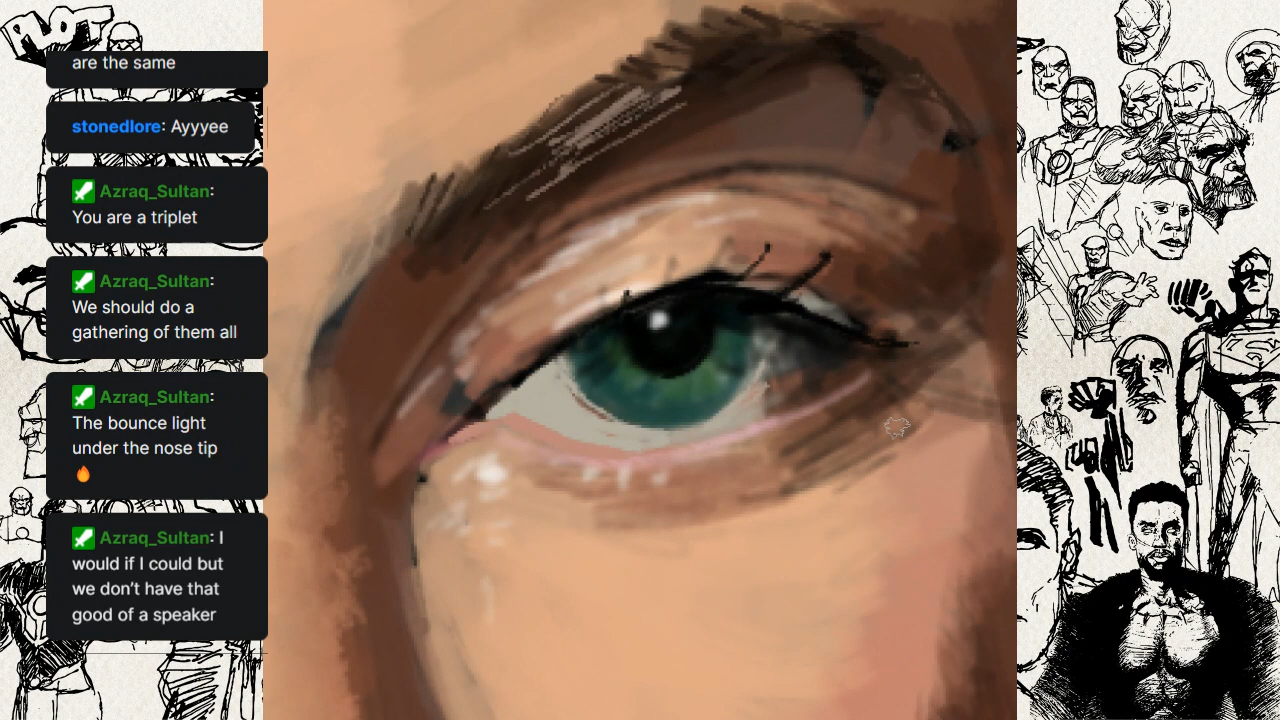 PLOT
are the same
stonedlore: Ayyyee
Azraq_Sultan:
You are a triplet
Azraq_Sultan:
We should do a
gathering of them all
Azraq_Sultan:
The bounce light
under the nose tip
🔥
Azraq_Sultan: I
would if I could but
we don’t have that
good of a speaker